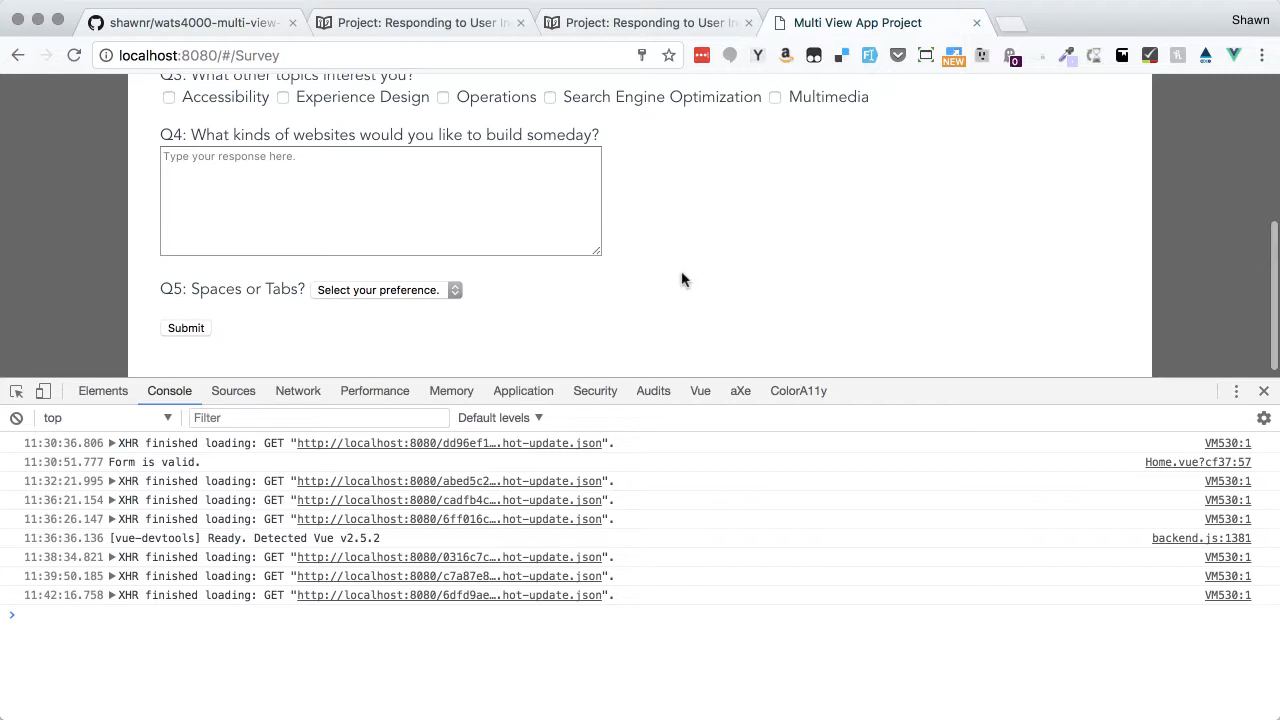 shawnr/wats4000-multi-view-
Project: Responding to User In
Project: Responding to User In
Multi View App Project
Shawn
localhost:8080/#/Survey
NEW
0
Q3: What other topics interest you?
Accessibility Experience Design Operations Search Engine Optimization Multimedia
Q4: What kinds of websites would you like to build someday?
Type your response here.
Q5: Spaces or Tabs? Select your preference.
Submit
Elements Console Sources Network Performance Memory Application Security Audits Vue aXe ColorA11y
top Filter Default levels
11:30:36.806 XHR finished loading: GET "http://localhost:8080/dd96ef1….hot-update.json". VM530:1
11:30:51.777 Form is valid. Home.vue?cf37:57
11:32:21.995 XHR finished loading: GET "http://localhost:8080/abed5c2….hot-update.json". VM530:1
11:36:21.154 XHR finished loading: GET "http://localhost:8080/cadfb4c….hot-update.json". VM530:1
11:36:26.147 XHR finished loading: GET "http://localhost:8080/6ff016c….hot-update.json". VM530:1
11:36:36.136 [vue-devtools] Ready. Detected Vue v2.5.2 backend.js:1381
11:38:34.821 XHR finished loading: GET "http://localhost:8080/0316c7c….hot-update.json". VM530:1
11:39:50.185 XHR finished loading: GET "http://localhost:8080/c7a87e8….hot-update.json". VM530:1
11:42:16.758 XHR finished loading: GET "http://localhost:8080/6dfd9ae….hot-update.json". VM530:1